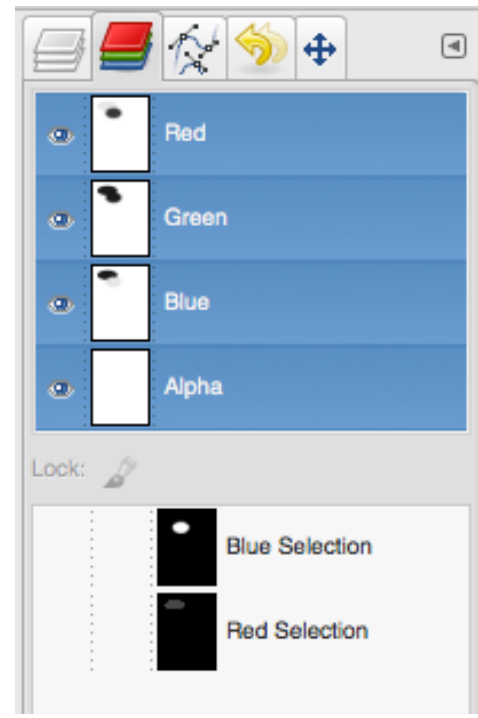 Red
Green
Blue
Alpha
Lock:
Blue Selection
Red Selection